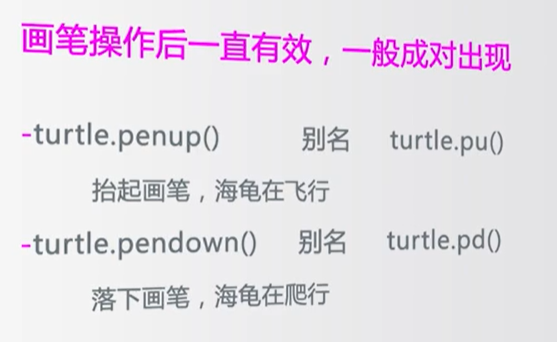 画笔操作后一直有效，一般成对出现
-turtle.penup() 别名 turtle.pu()
抬起画笔，海龟在飞行
-turtle.pendown() 别名 turtle.pd()
落下画笔，海龟在爬行